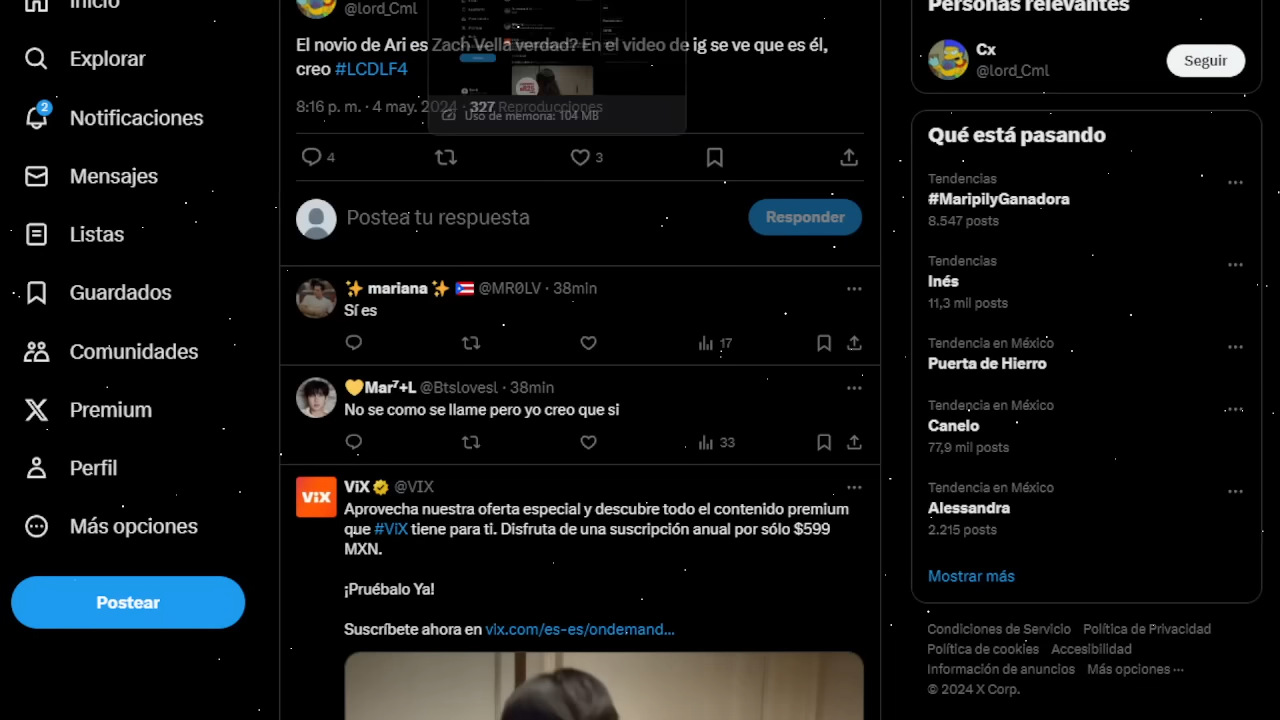 Inicio
Explorar
2
Notificaciones
Mensajes
Listas
Guardados
Comunidades
Premium
Perfil
Más opciones
Postear
@lord_Cml
El novio de Ari es Zach Vella verdad? En el video de ig se ve que es él,
creo #LCDLF4
8:16 p. m. · 4 may. 2024 · 327 Reproducciones
Uso de memoria: 104 MB
4
3
Postea tu respuesta
Responder
mariana @MR0LV · 38min
Sí es
17
Mar⁷+L @Btslovesl · 38min
No se como se llame pero yo creo que si
33
ViX
ViX @VIX
Aprovecha nuestra oferta especial y descubre todo el contenido premium
que #ViX tiene para ti. Disfruta de una suscripción anual por sólo $599
MXN.
¡Pruébalo Ya!
Suscríbete ahora en vix.com/es-es/ondemand...
Personas relevantes
Cx
@lord_Cml
Seguir
Qué está pasando
Tendencias
#MaripilyGanadora
8.547 posts
Tendencias
Inés
11,3 mil posts
Tendencia en México
Puerta de Hierro
Tendencia en México
Canelo
77,9 mil posts
Tendencia en México
Alessandra
2.215 posts
Mostrar más
Condiciones de Servicio Política de Privacidad
Política de cookies Accesibilidad
Información de anuncios Más opciones ···
© 2024 X Corp.